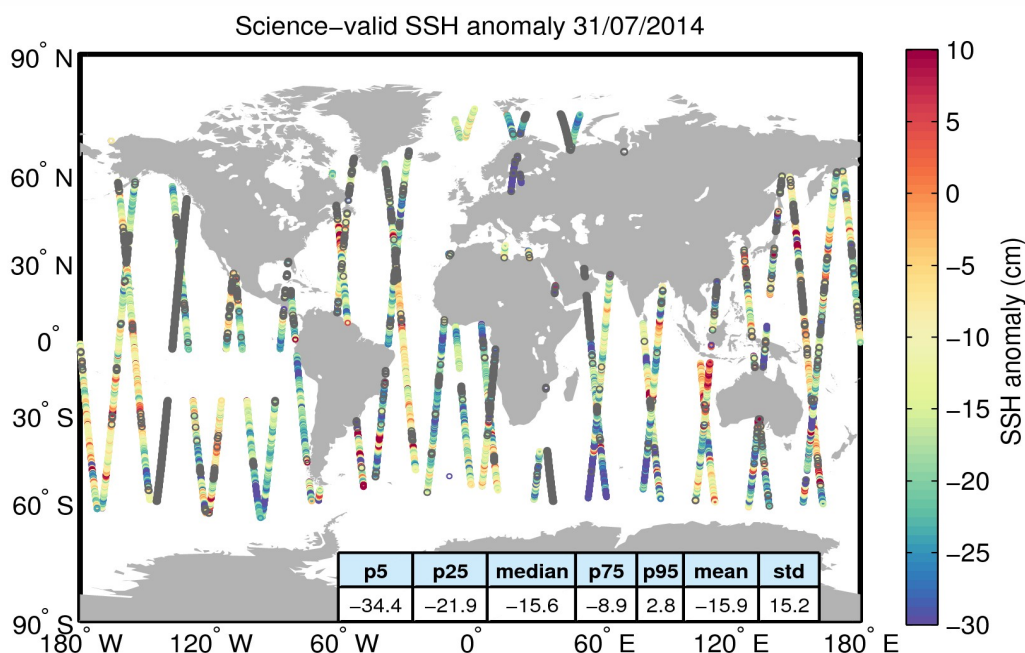 Science−valid SSH anomaly 31/07/2014
90° N
60° N
30° N
0°
30° S
60° S
90° S
180° W
120° W
60° W
0°
60° E
120° E
180° E
p5 p25 median p75 p95 mean std
−34.4 −21.9 −15.6 −8.9 2.8 −15.9 15.2
10
5
0
−5
−10
−15
−20
−25
−30
SSH anomaly (cm)